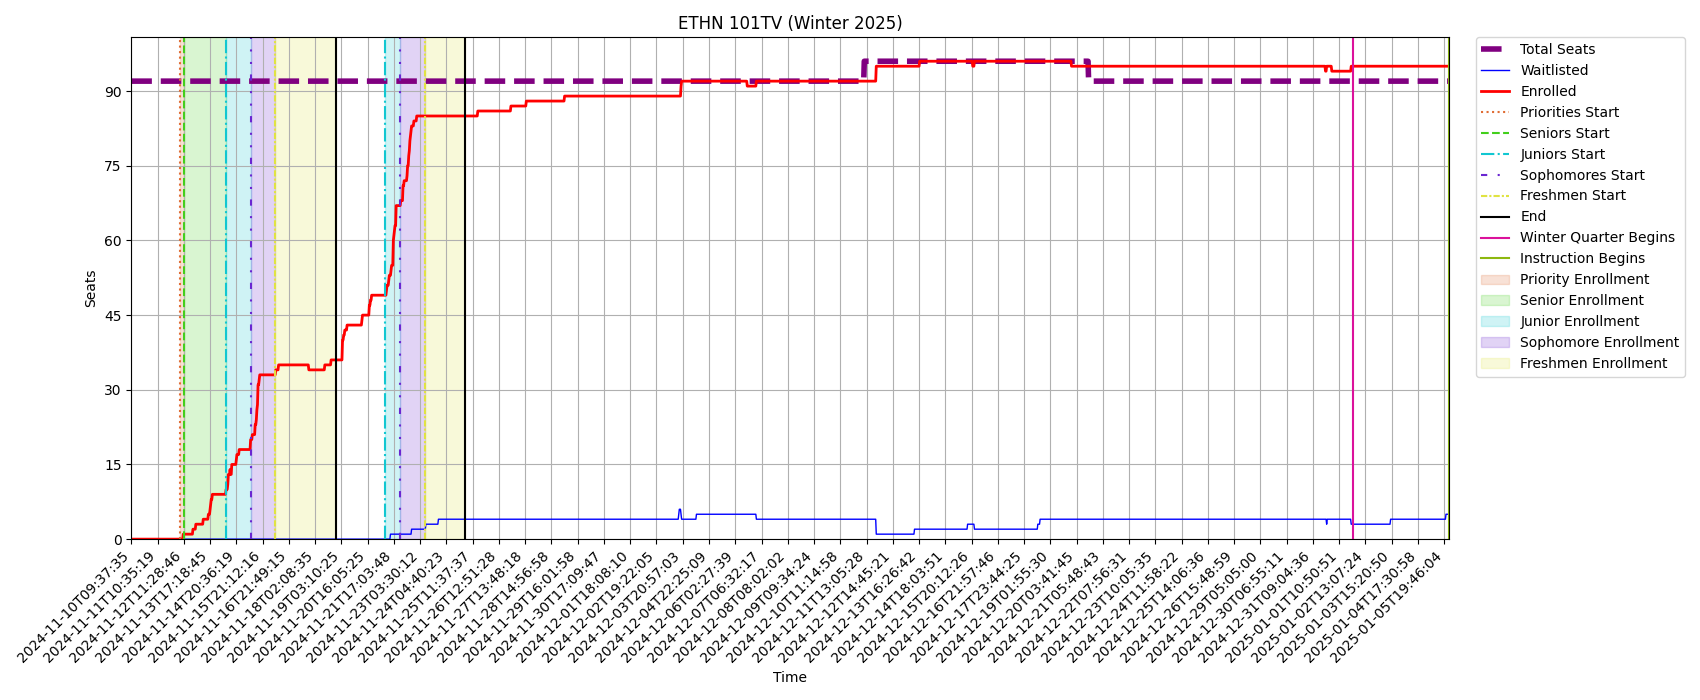 ETHN 101TV (Winter 2025)
Seats
90
75
60
45
30
15
0
2024-11-10T09:37:35
2024-11-11T10:35:19
2024-11-12T11:28:46
2024-11-13T17:18:45
2024-11-14T20:36:19
2024-11-15T21:12:16
2024-11-16T21:49:15
2024-11-18T02:08:35
2024-11-19T03:10:25
2024-11-20T16:05:25
2024-11-21T17:03:48
2024-11-23T03:30:12
2024-11-24T04:40:23
2024-11-25T11:37:37
2024-11-26T12:51:28
2024-11-27T13:48:18
2024-11-28T14:56:58
2024-11-29T16:01:58
2024-11-30T17:09:47
2024-12-01T18:08:10
2024-12-02T19:22:05
2024-12-03T20:57:03
2024-12-04T22:25:09
2024-12-06T02:27:39
2024-12-07T06:32:17
2024-12-08T08:02:02
2024-12-09T09:34:24
2024-12-10T11:14:58
2024-12-11T13:05:28
2024-12-12T14:45:21
2024-12-13T16:26:42
2024-12-14T18:03:51
2024-12-15T20:12:26
2024-12-16T21:57:46
2024-12-17T23:44:25
2024-12-19T01:55:30
2024-12-20T03:41:45
2024-12-21T05:48:43
2024-12-22T07:56:31
2024-12-23T10:05:35
2024-12-24T11:58:22
2024-12-25T14:06:36
2024-12-26T15:48:59
2024-12-29T05:05:00
2024-12-30T06:55:11
2024-12-31T09:04:36
2025-01-01T10:50:51
2025-01-02T13:07:24
2025-01-03T15:20:50
2025-01-04T17:30:58
2025-01-05T19:46:04
Time
Total Seats
Waitlisted
Enrolled
Priorities Start
Seniors Start
Juniors Start
Sophomores Start
Freshmen Start
End
Winter Quarter Begins
Instruction Begins
Priority Enrollment
Senior Enrollment
Junior Enrollment
Sophomore Enrollment
Freshmen Enrollment